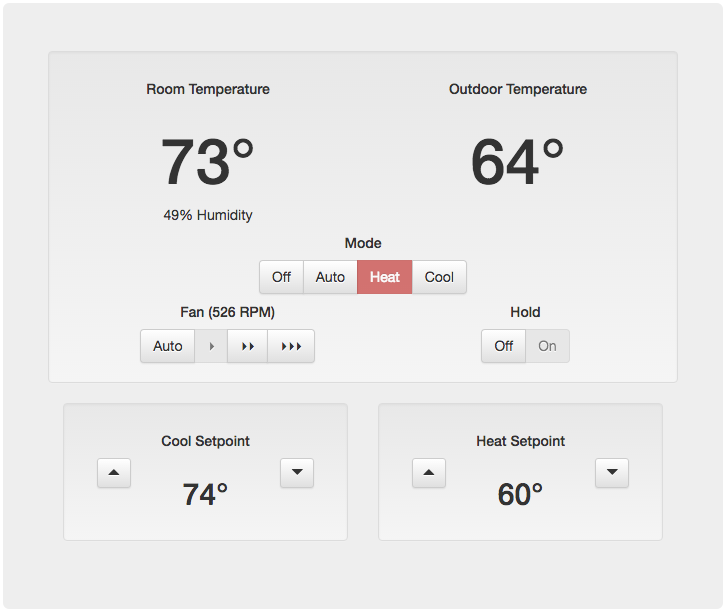 Room Temperature
Outdoor Temperature
73°
64°
49% Humidity
Mode
Off Auto Heat Cool
Fan (526 RPM)
Hold
Auto
Off On
Cool Setpoint
Heat Setpoint
74°
60°